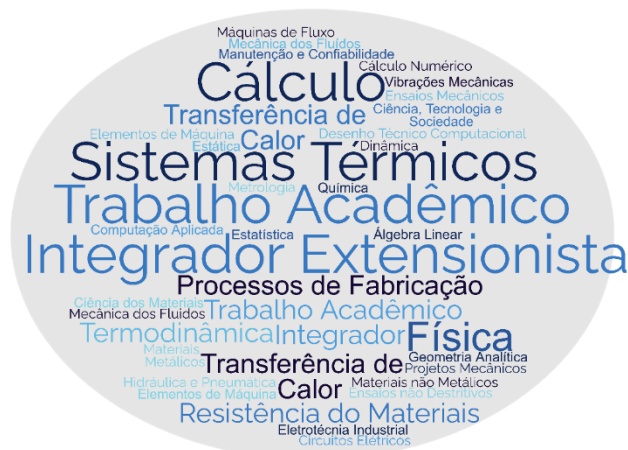 Máquinas de Fluxo
Mecânica dos Fluídos
Manutenção e Confiabilidade
Cálculo
Cálculo Numérico
Vibrações Mecânicas
Ensaios Mecânicos
Transferência de
Calor
Ciência, Tecnologia e
Sociedade
Elementos de Máquina
Estática
Desenho Técnico Computacional
Dinâmica
Sistemas Térmicos
Metrologia
Química
Trabalho Acadêmico
Computação Aplicada
Estatística
Álgebra Linear
Integrador Extensionista
Processos de Fabricação
Ciência dos Materiais
Mecânica dos Fluidos
Trabalho Acadêmico
Integrador
Termodinâmica
Física
Materiais
Metálicos
Transferência de
Calor
Geometria Analítica
Projetos Mecânicos
Hidráulica e Pneumatica
Elementos de Máquina
Materiais não Metálicos
Ensaios não Destritivos
Resistência do Materiais
Eletrotécnia Industrial
Circuitos Elétricos